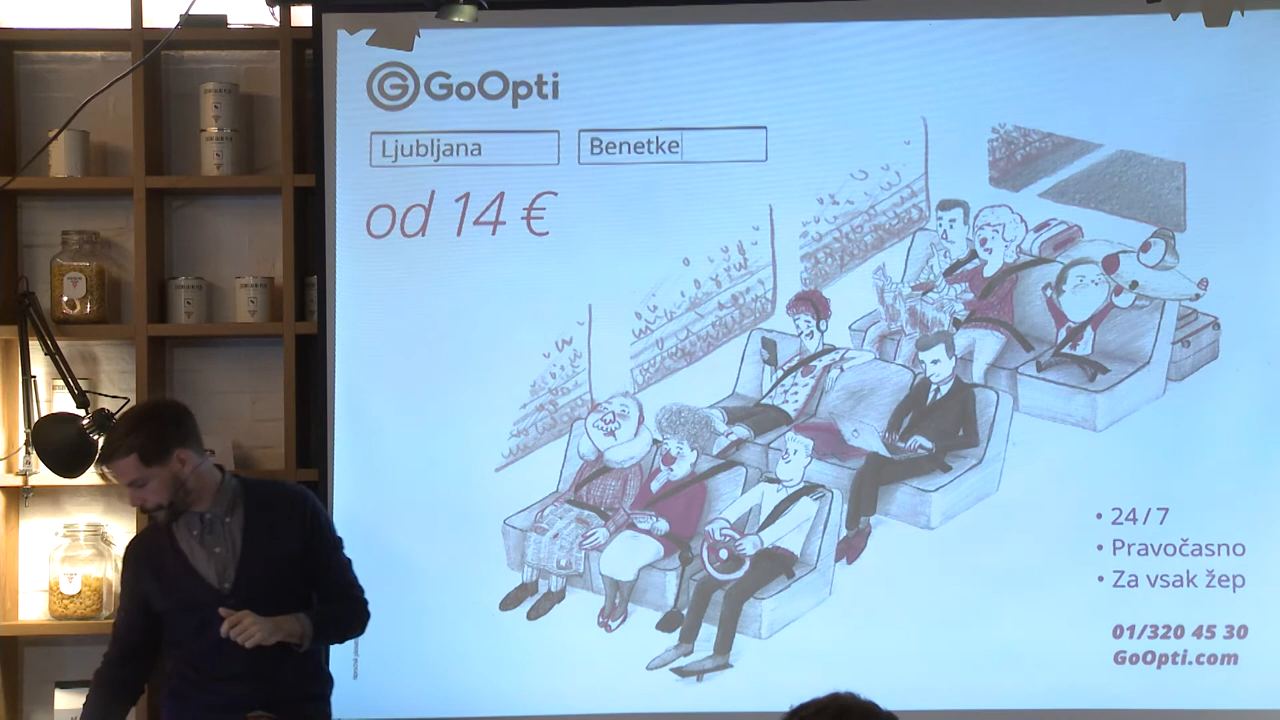 GoOpti
Ljubljana
Benetke
od 14 €
• 24/7
• Pravočasno
• Za vsak žep
01/320 45 30
GoOpti.com